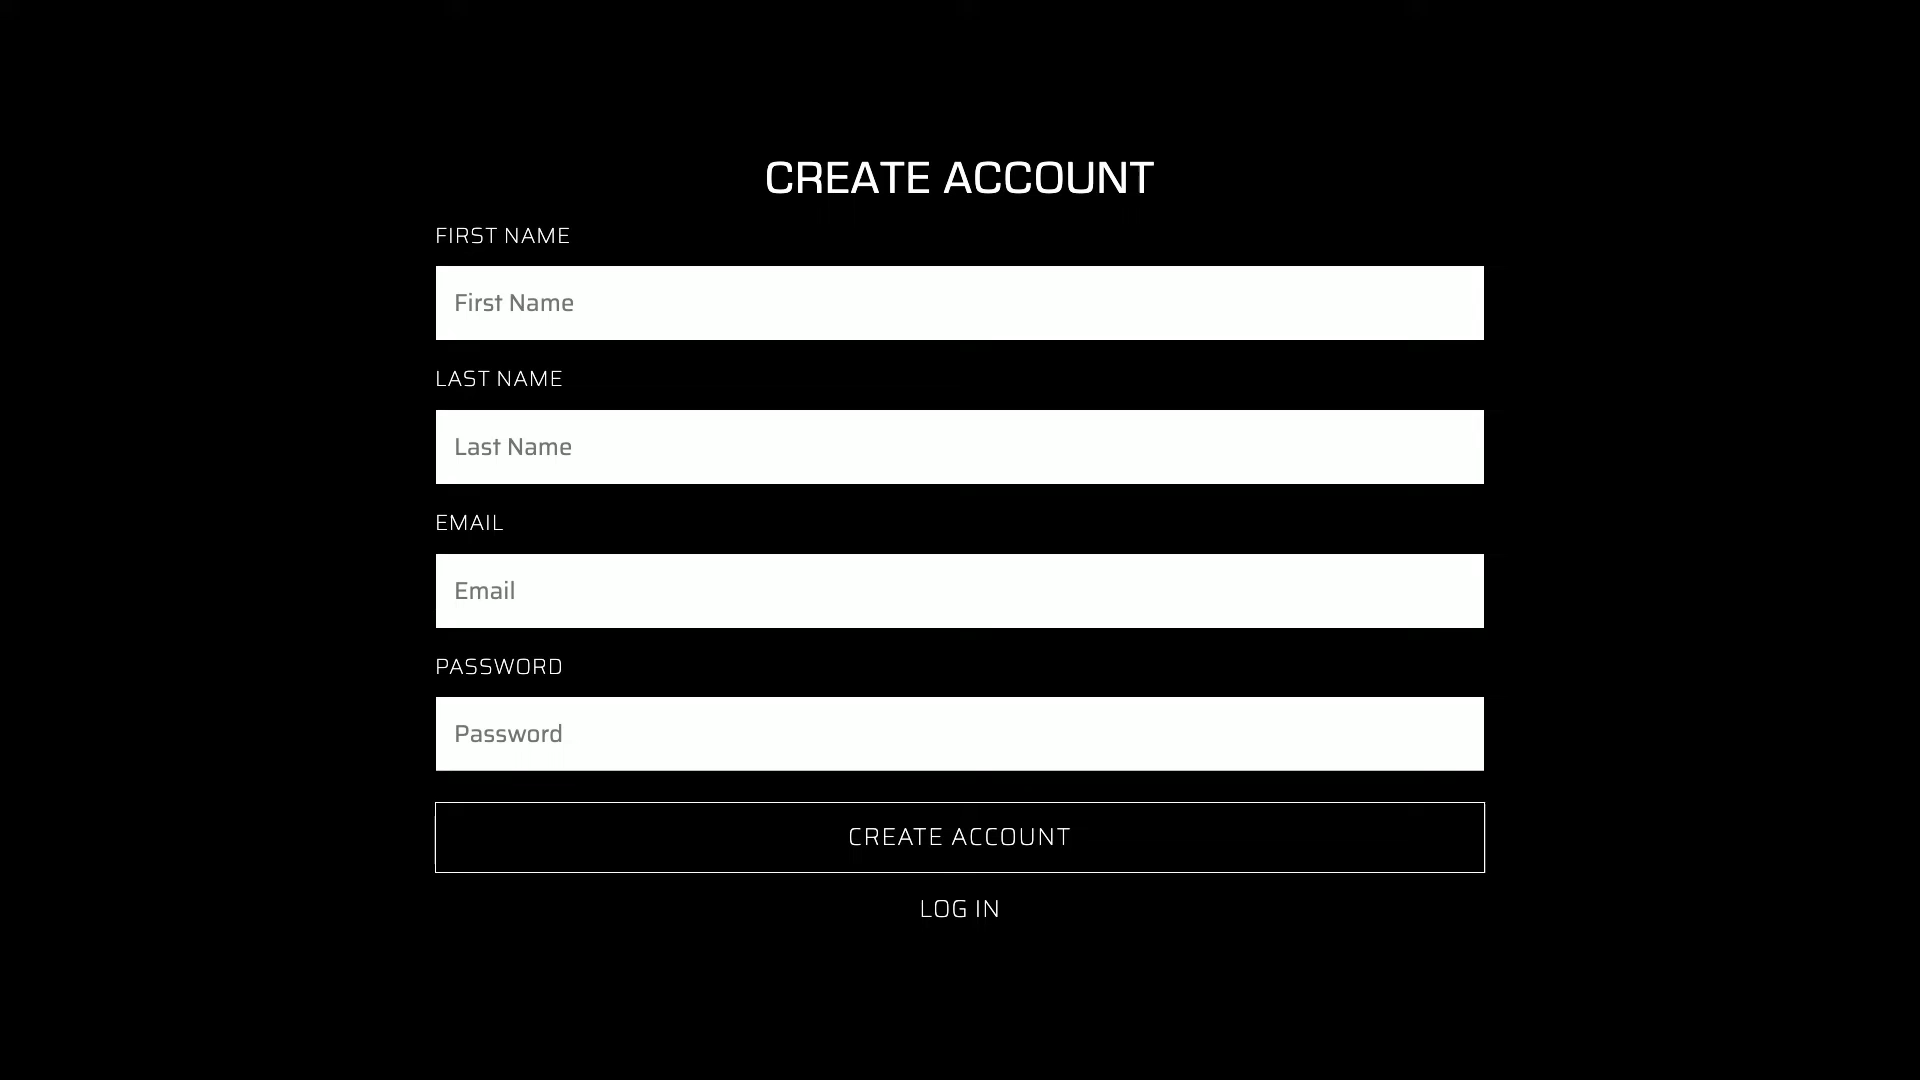 CREATE ACCOUNT
FIRST NAME
First Name
LAST NAME
Last Name
EMAIL
Email
PASSWORD
Password
CREATE ACCOUNT
LOG IN